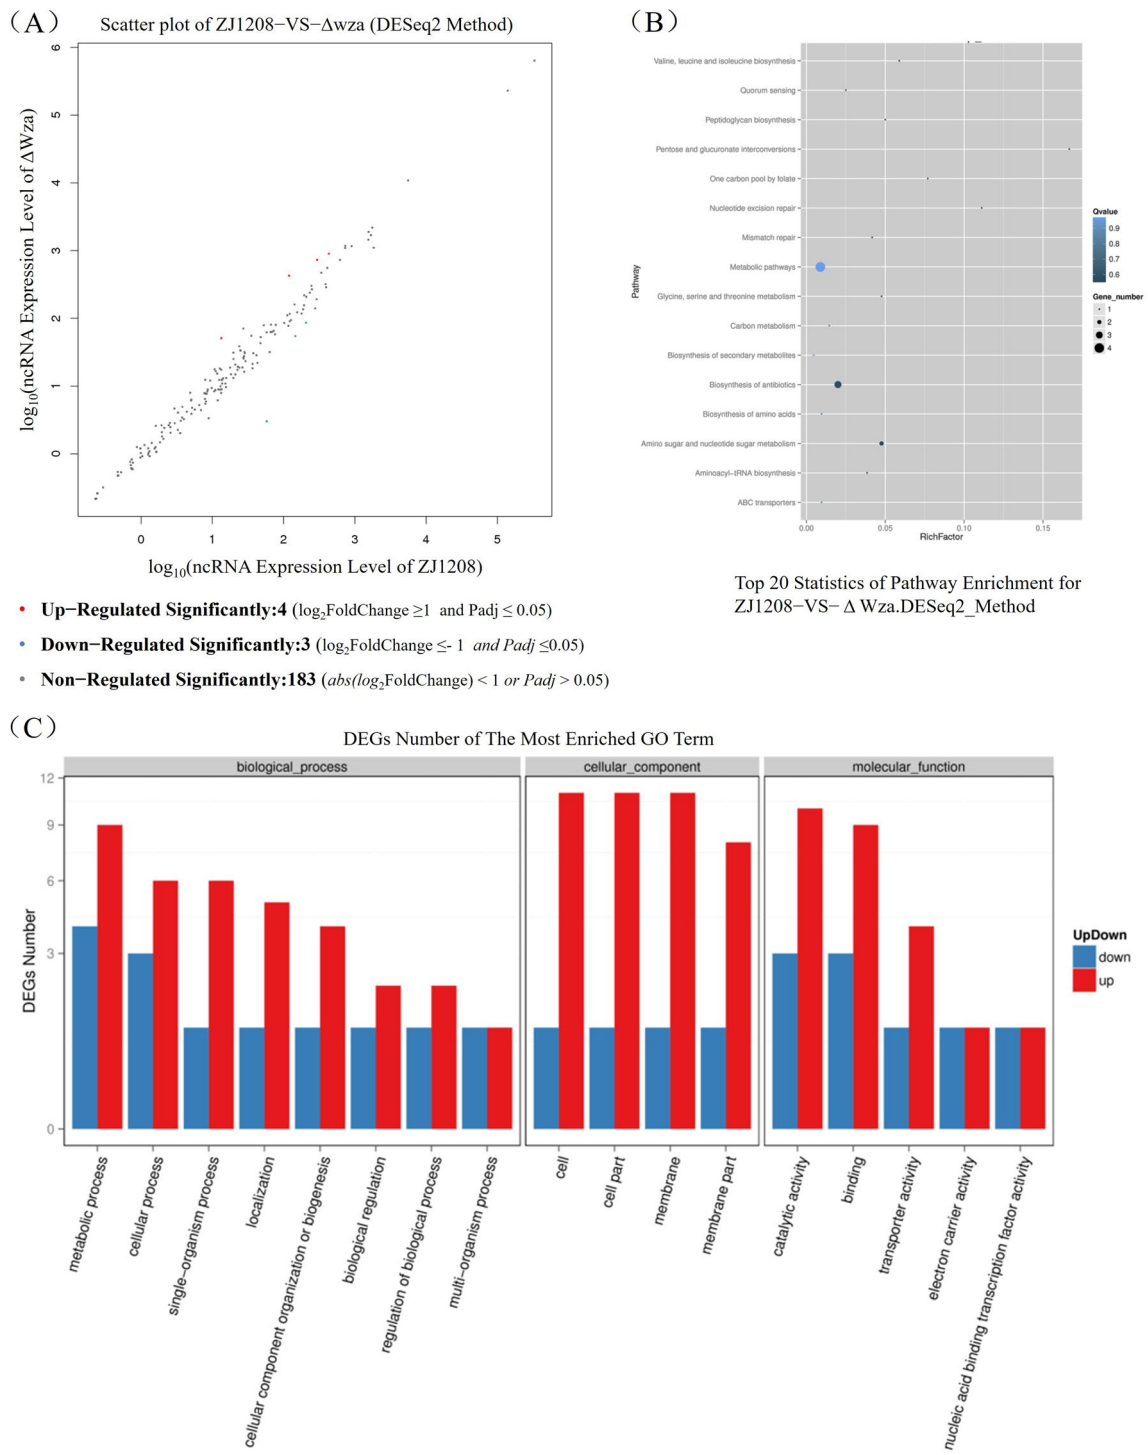 (A)
Scatter plot of ZJ1208−VS−Δwza (DESeq2 Method)
log10(ncRNA Expression Level of ΔWza)
6
5
4
3
2
1
0
0 1 2 3 4 5
log10(ncRNA Expression Level of ZJ1208)
Up−Regulated Significantly:4 (log2FoldChange ≥1 and Padj ≤ 0.05)
Down−Regulated Significantly:3 (log2FoldChange ≤- 1 and Padj ≤0.05)
Non−Regulated Significantly:183 (abs(log2FoldChange) < 1 or Padj > 0.05)
(B)
Pathway
Valine, leucine and isoleucine biosynthesis
Quorum sensing
Peptidoglycan biosynthesis
Pentose and glucuronate interconversions
One carbon pool by folate
Nucleotide excision repair
Mismatch repair
Metabolic pathways
Glycine, serine and threonine metabolism
Carbon metabolism
Biosynthesis of secondary metabolites
Biosynthesis of antibiotics
Biosynthesis of amino acids
Amino sugar and nucleotide sugar metabolism
Aminoacyl−tRNA biosynthesis
ABC transporters
0.00 0.05 0.10 0.15
RichFactor
Qvalue
0.9
0.8
0.7
0.6
Gene_number
1
2
3
4
Top 20 Statistics of Pathway Enrichment for
ZJ1208−VS− Δ Wza.DESeq2_Method
(C)
DEGs Number of The Most Enriched GO Term
biological_process
cellular_component
molecular_function
DEGs Number
12
9
6
3
0
metabolic process
cellular process
single−organism process
localization
cellular component organization or biogenesis
biological regulation
regulation of biological process
multi−organism process
cell
cell part
membrane
membrane part
catalytic activity
binding
transporter activity
electron carrier activity
nucleic acid binding transcription factor activity
UpDown
down
up